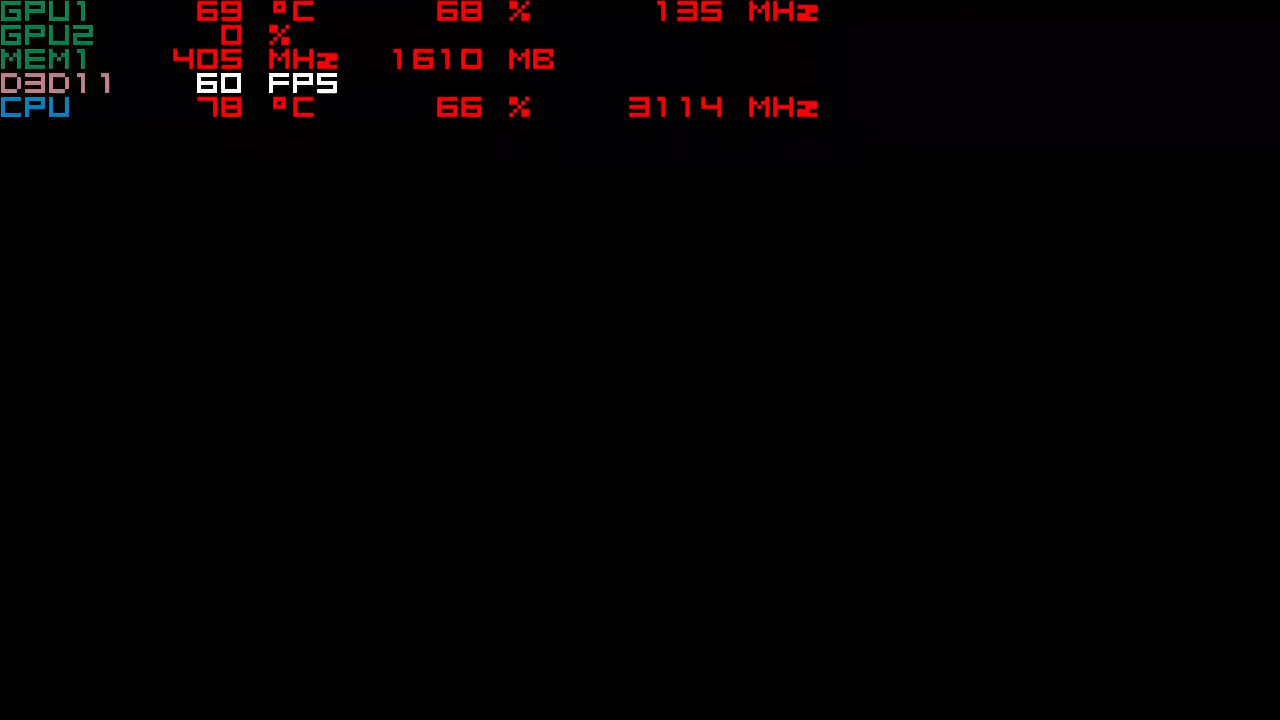 GPU1 69 °C 68 % 135 MHz
GPU2 0 %
MEM1 405 MHz 1610 MB
D3D11 60 FPS
CPU 78 °C 66 % 3114 MHz